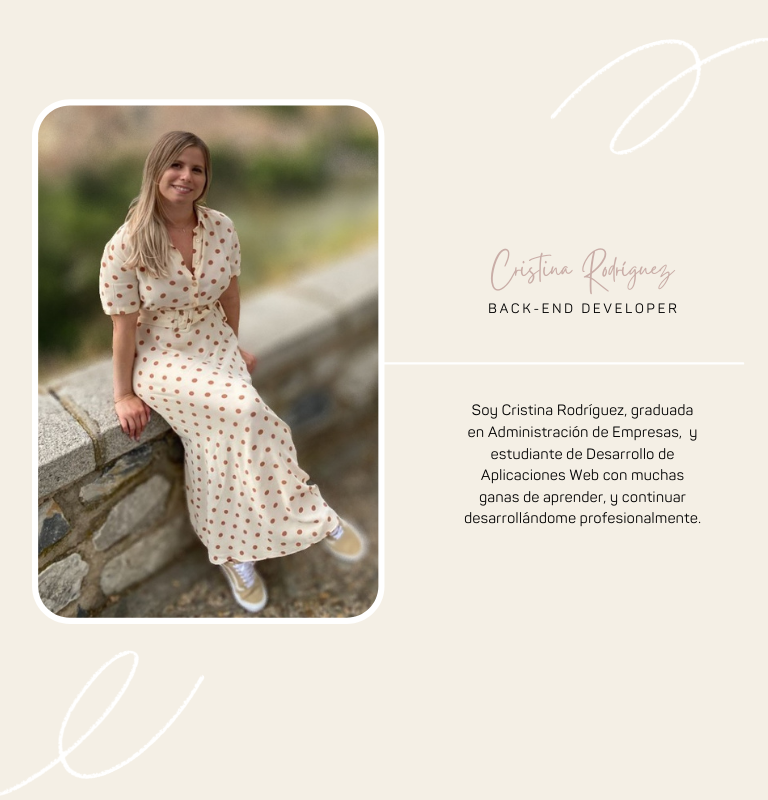 Cristina Rodríguez
BACK-END DEVELOPER
Soy Cristina Rodríguez, graduada
en Administración de Empresas,  y
estudiante de Desarrollo de
Aplicaciones Web con muchas
ganas de aprender, y continuar
desarrollándome profesionalmente.